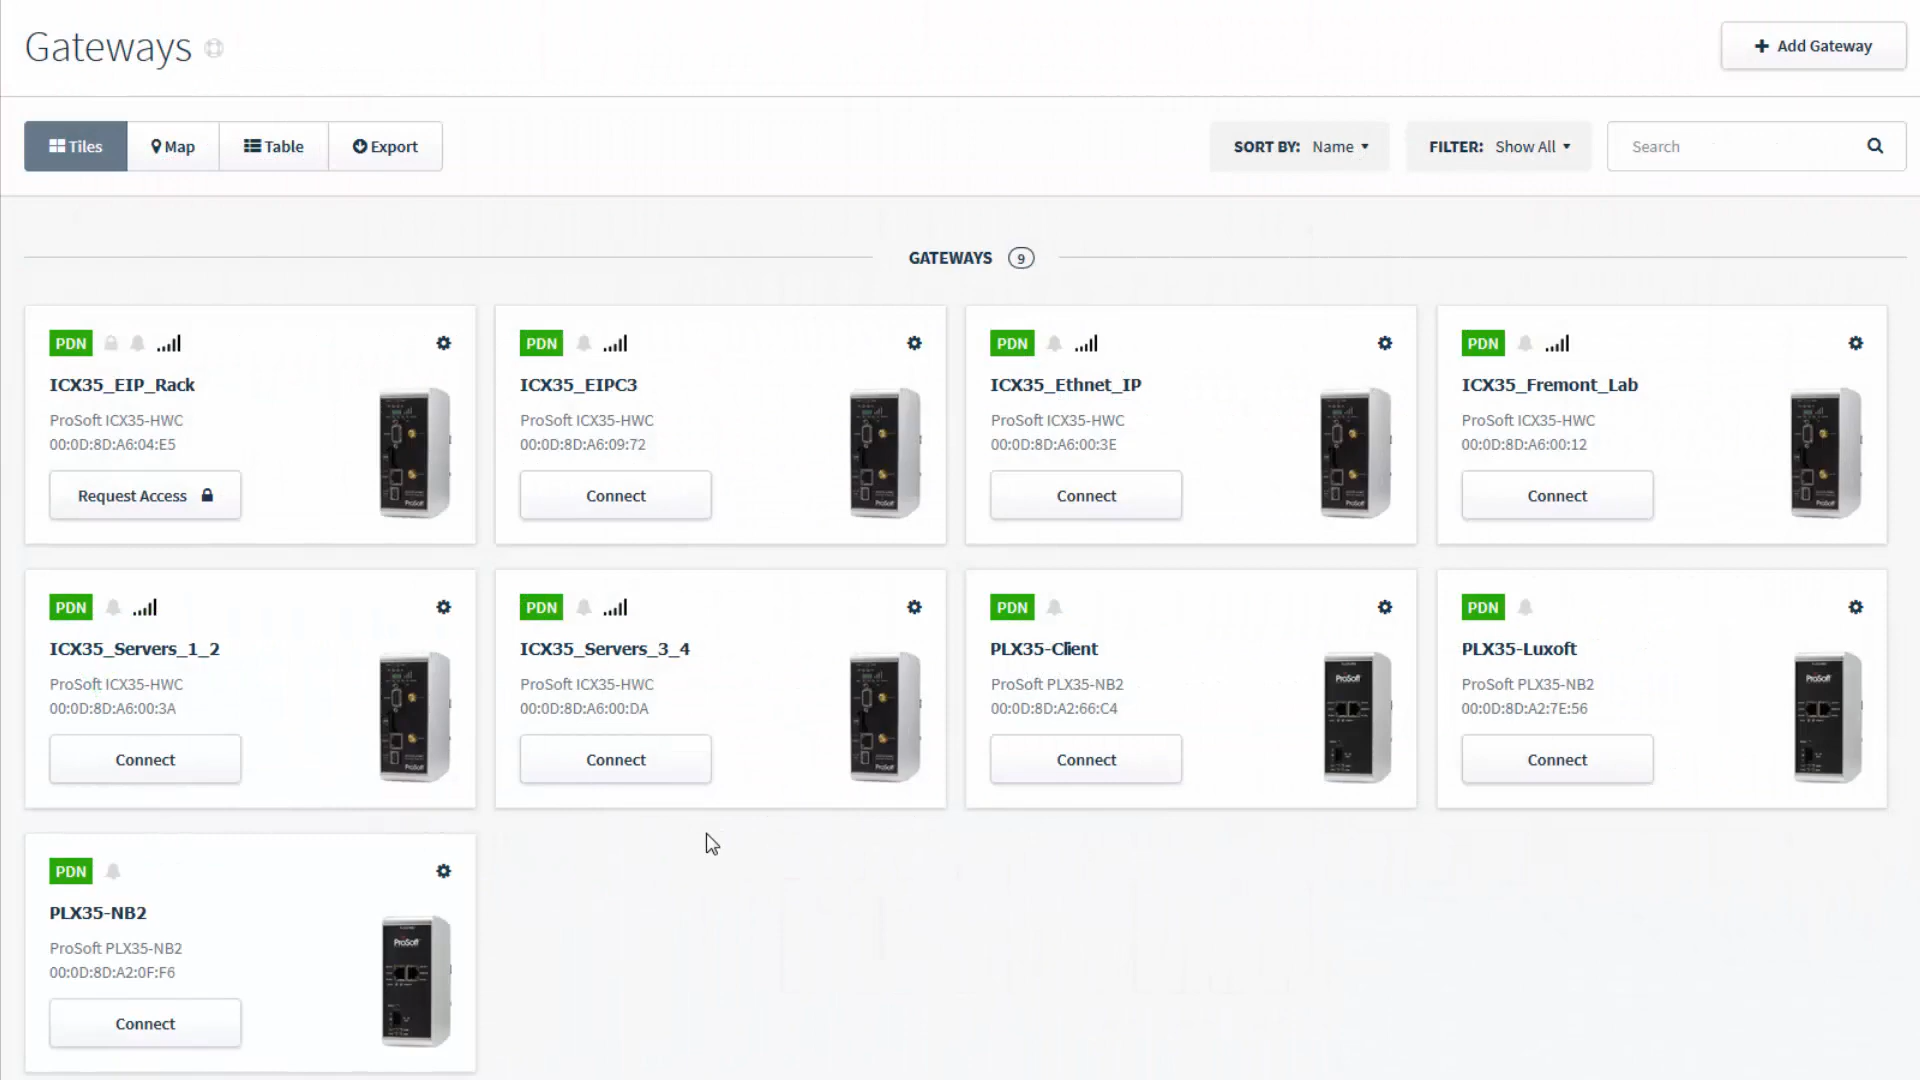 Gateways
Add Gateway
Tiles
Map
Table
Export
SORT BY: Name
FILTER: Show All
Search
GATEWAYS 9
PDN
ICX35_EIP_Rack
ProSoft ICX35-HWC
00:0D:8D:A6:04:E5
Request Access
PDN
ICX35_EIPC3
ProSoft ICX35-HWC
00:0D:8D:A6:09:72
Connect
PDN
ICX35_Ethnet_IP
ProSoft ICX35-HWC
00:0D:8D:A6:00:3E
Connect
PDN
ICX35_Fremont_Lab
ProSoft ICX35-HWC
00:0D:8D:A6:00:12
Connect
PDN
ICX35_Servers_1_2
ProSoft ICX35-HWC
00:0D:8D:A6:00:3A
Connect
PDN
ICX35_Servers_3_4
ProSoft ICX35-HWC
00:0D:8D:A6:00:DA
Connect
PDN
PLX35-Client
ProSoft PLX35-NB2
00:0D:8D:A2:66:C4
Connect
ProSoft
PDN
PLX35-Luxoft
ProSoft PLX35-NB2
00:0D:8D:A2:7E:56
Connect
ProSoft
PDN
PLX35-NB2
ProSoft PLX35-NB2
00:0D:8D:A2:0F:F6
Connect
ProSoft